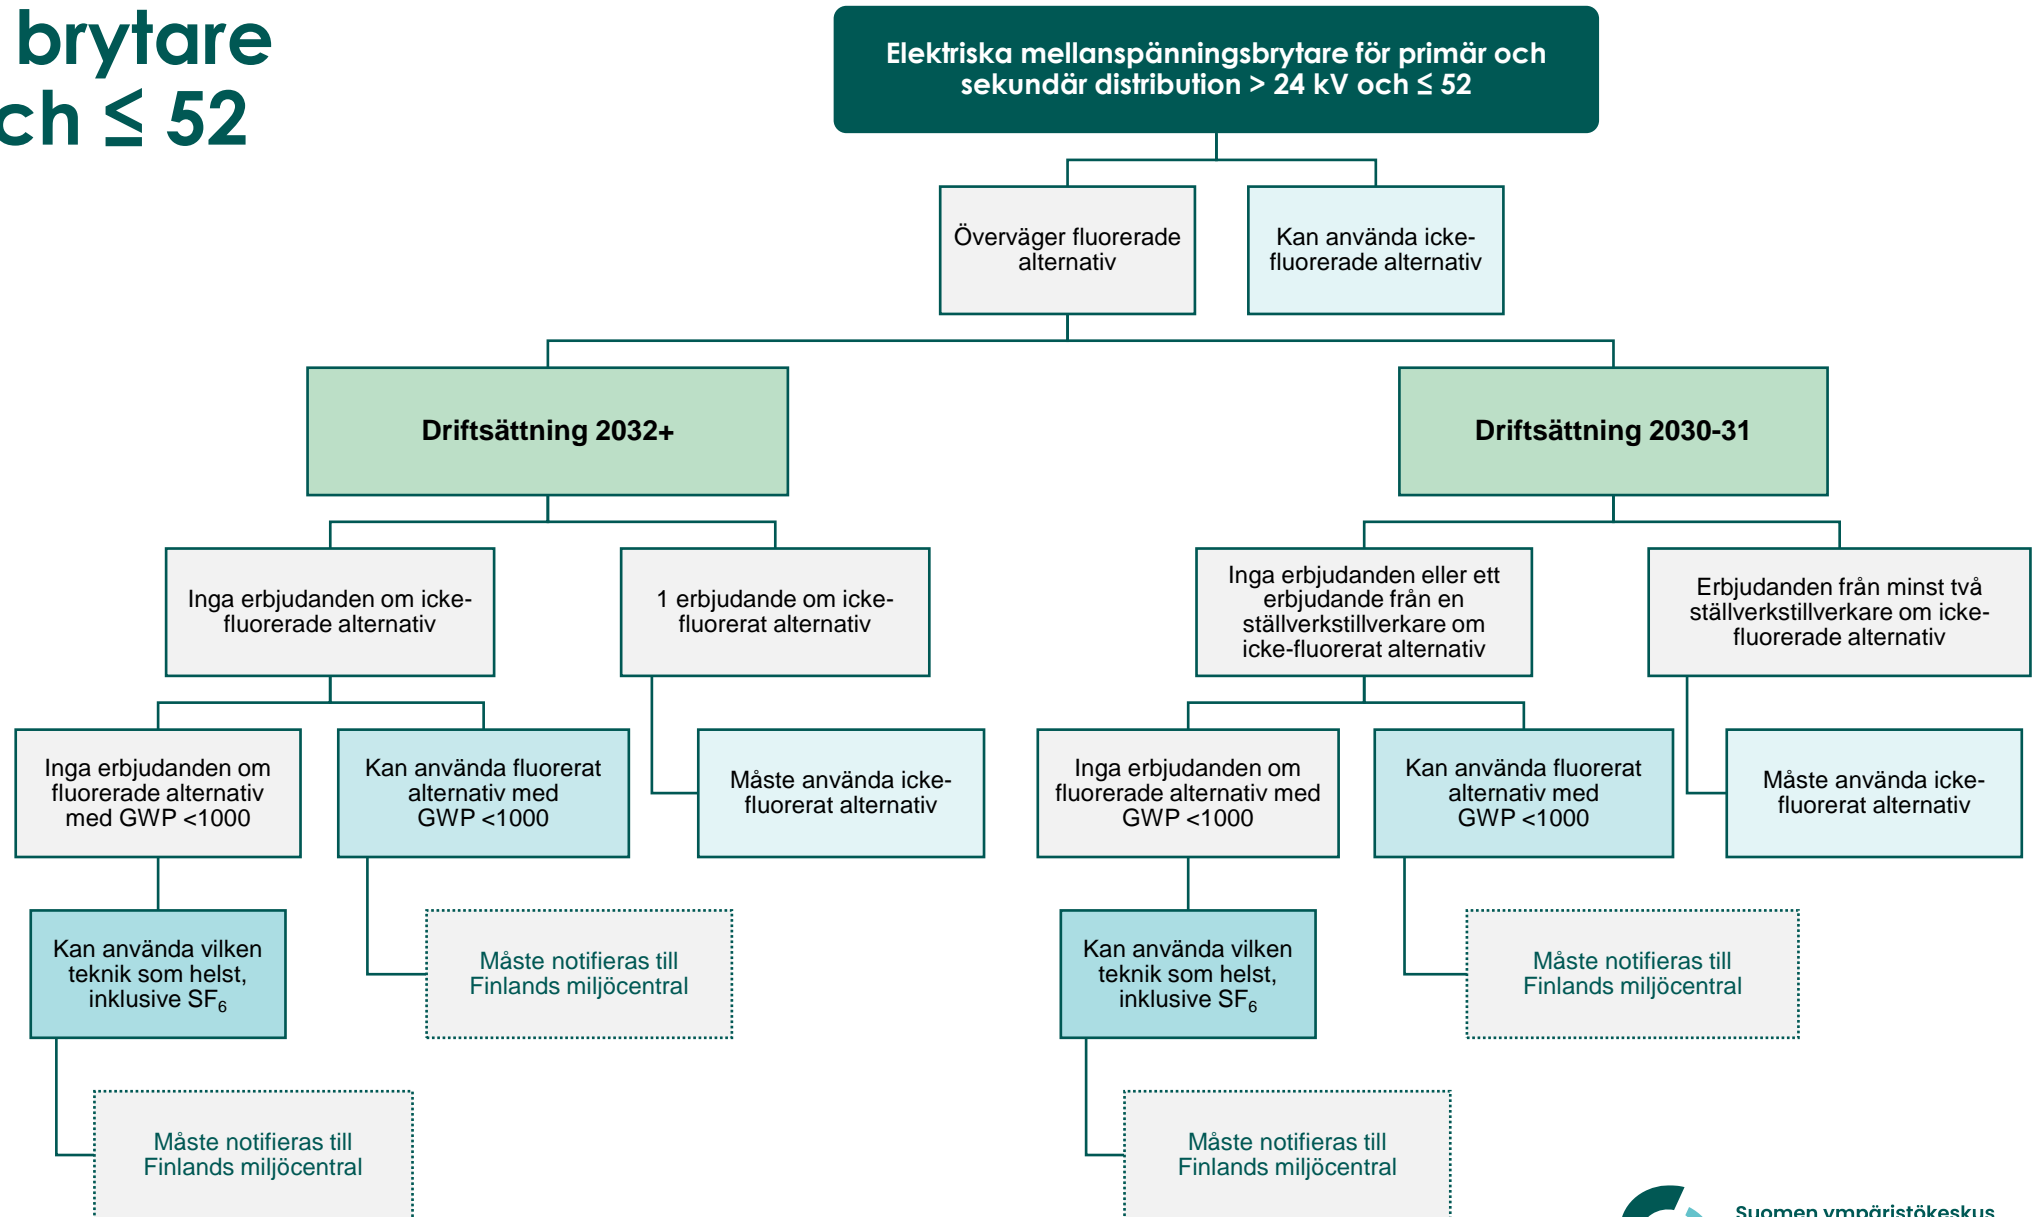 brytare
ch ≤ 52
Elektriska mellanspänningsbrytare för primär och
sekundär distribution > 24 kV och ≤ 52
Överväger fluorerade
alternativ
Kan använda icke-
fluorerade alternativ
Driftsättning 2032+
Driftsättning 2030-31
Inga erbjudanden om icke-
fluorerade alternativ
1 erbjudande om icke-
fluorerat alternativ
Inga erbjudanden eller ett
erbjudande från en
ställverkstillverkare om
icke-fluorerat alternativ
Erbjudanden från minst två
ställverkstillverkare om icke-
fluorerade alternativ
Inga erbjudanden om
fluorerade alternativ
med GWP <1000
Kan använda fluorerat
alternativ med
GWP <1000
Måste använda icke-
fluorerat alternativ
Inga erbjudanden om
fluorerade alternativ med
GWP <1000
Kan använda fluorerat
alternativ med
GWP <1000
Måste använda icke-
fluorerat alternativ
Kan använda vilken
teknik som helst,
inklusive SF₆
Måste notifieras till
Finlands miljöcentral
Kan använda vilken
teknik som helst,
inklusive SF₆
Måste notifieras till
Finlands miljöcentral
Måste notifieras till
Finlands miljöcentral
Måste notifieras till
Finlands miljöcentral
Suomen ympäristökeskus